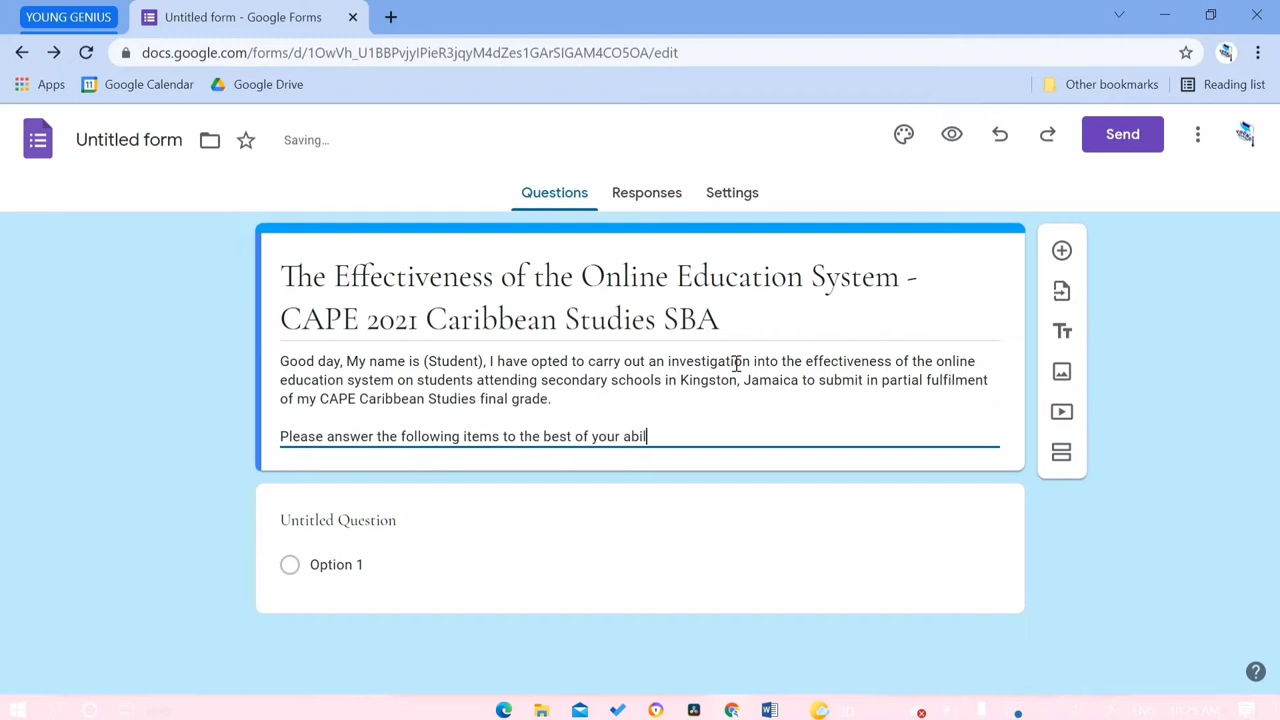 YOUNG GENIUS
Untitled form - Google Forms
docs.google.com/forms/d/1OwVh_U1BBPvjyIPieR3jqyM4dZes1GArSIGAM4CO5OA/edit
Apps
Google Calendar
Google Drive
Other bookmarks
Reading list
Untitled form
Saving...
Send
Questions
Responses
Settings
The Effectiveness of the Online Education System -
CAPE 2021 Caribbean Studies SBA
Good day, My name is (Student), I have opted to carry out an investigation into the effectiveness of the online
education system on students attending secondary schools in Kingston, Jamaica to submit in partial fulfilment
of my CAPE Caribbean Studies final grade.
Please answer the following items to the best of your abil
Untitled Question
Option 1